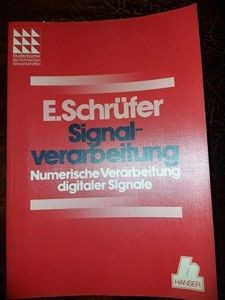 Studienbücher
der technischen
Wissenschaften
E.Schrüfer
Signal-
verarbeitung
Numerische Verarbeitung
digitaler Signale
h
HANSER